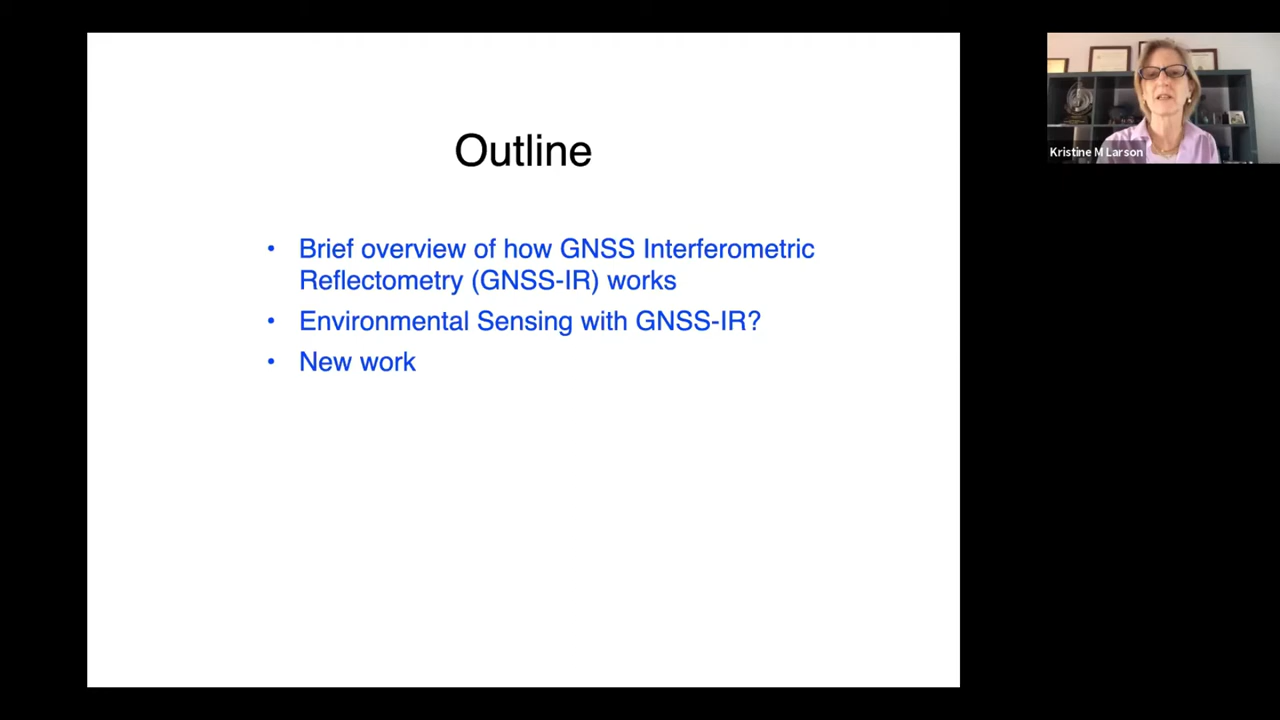 Outline
• Brief overview of how GNSS Interferometric
Reflectometry (GNSS-IR) works
• Environmental Sensing with GNSS-IR?
• New work
Kristine M Larson